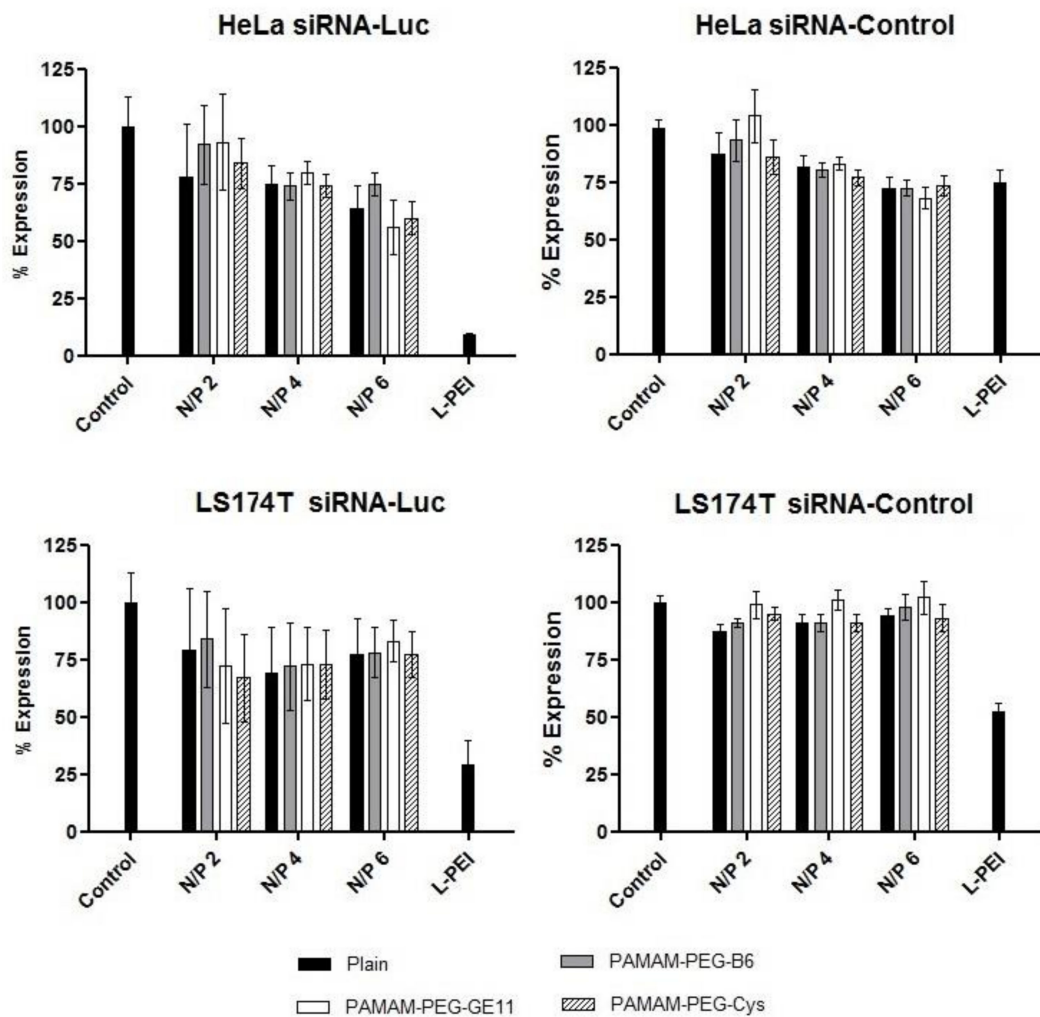 HeLa siRNA-Luc
% Expression
125
100
75
50
25
0
Control
N/P 2
N/P 4
N/P 6
L-PEI
HeLa siRNA-Control
% Expression
125
100
75
50
25
0
Control
N/P 2
N/P 4
N/P 6
L-PEI
LS174T siRNA-Luc
% Expression
125
100
75
50
25
0
Control
N/P 2
N/P 4
N/P 6
L-PEI
LS174T siRNA-Control
% Expression
125
100
75
50
25
0
Control
N/P 2
N/P 4
N/P 6
L-PEI
Plain
PAMAM-PEG-B6
PAMAM-PEG-GE11
PAMAM-PEG-Cys